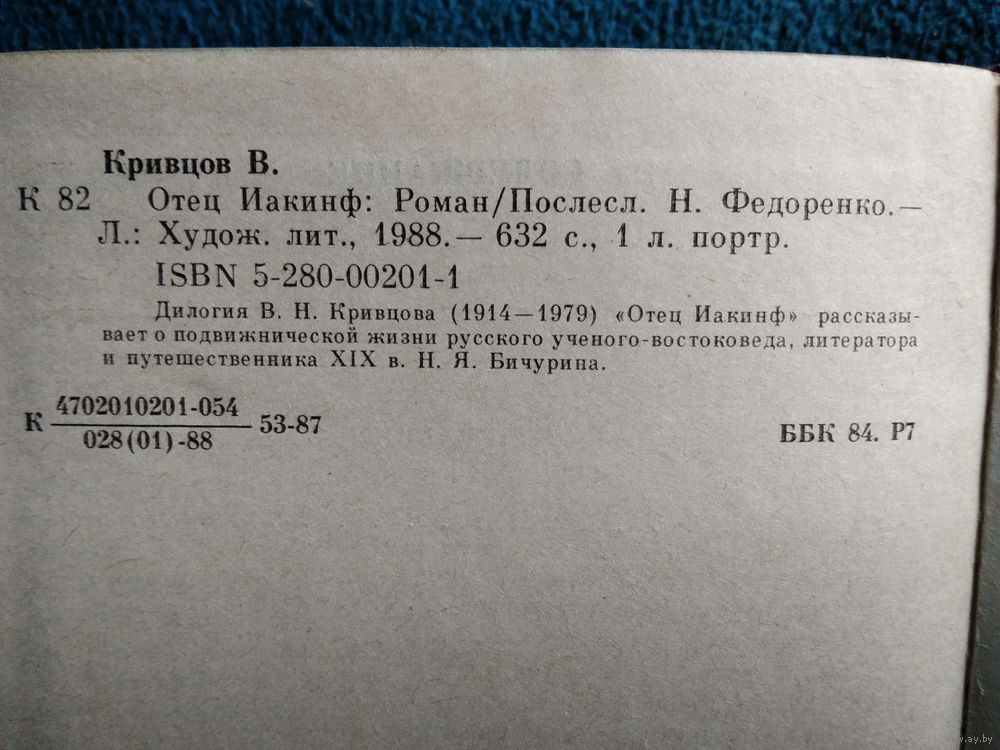 Кривцов В.
К 82 Отец Иакинф: Роман/Послесл. Н. Федоренко.—
Л.: Худож. лит., 1988.— 632 с., 1 л. портр.
ISBN 5-280-00201-1
Дилогия В. Н. Кривцова (1914—1979) «Отец Иакинф» рассказы-
вает о подвижнической жизни русского ученого-востоковеда, литератора
и путешественника XIX в. Н. Я. Бичурина.
К 4702010201-054 53-87
028(01)-88
ББК 84. Р7